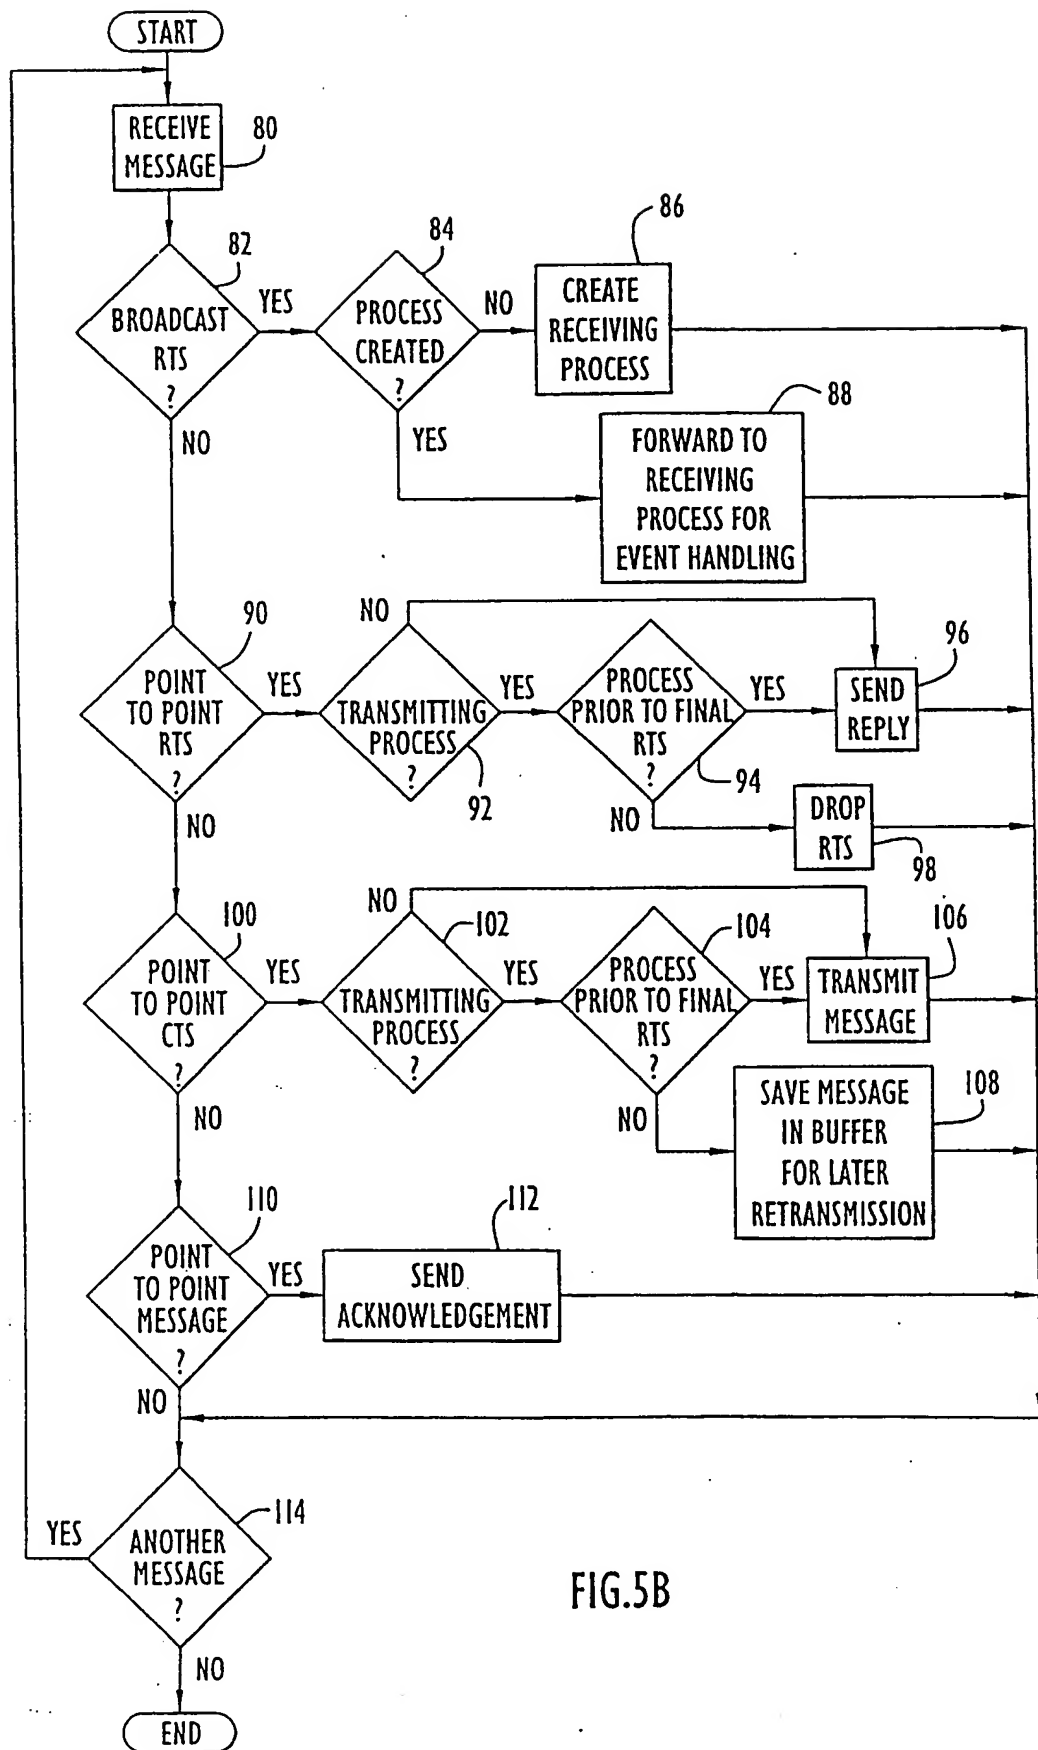 START
RECEIVE
MESSAGE
80
82
BROADCAST
RTS
?
YES
NO
84
PROCESS
CREATED
?
NO
YES
86
CREATE
RECEIVING
PROCESS
88
FORWARD TO
RECEIVING
PROCESS FOR
EVENT HANDLING
90
POINT
TO POINT
RTS
?
YES
NO
NO
TRANSMITTING
PROCESS
?
92
YES
PROCESS
PRIOR TO FINAL
RTS
?
94
YES
NO
96
SEND
REPLY
DROP
RTS
98
100
POINT
TO POINT
CTS
?
YES
NO
NO
102
TRANSMITTING
PROCESS
?
YES
104
PROCESS
PRIOR TO FINAL
RTS
?
YES
NO
106
TRANSMIT
MESSAGE
108
SAVE MESSAGE
IN BUFFER
FOR LATER
RETRANSMISSION
110
POINT
TO POINT
MESSAGE
?
YES
NO
112
SEND
ACKNOWLEDGEMENT
114
ANOTHER
MESSAGE
?
YES
NO
END
FIG.5B